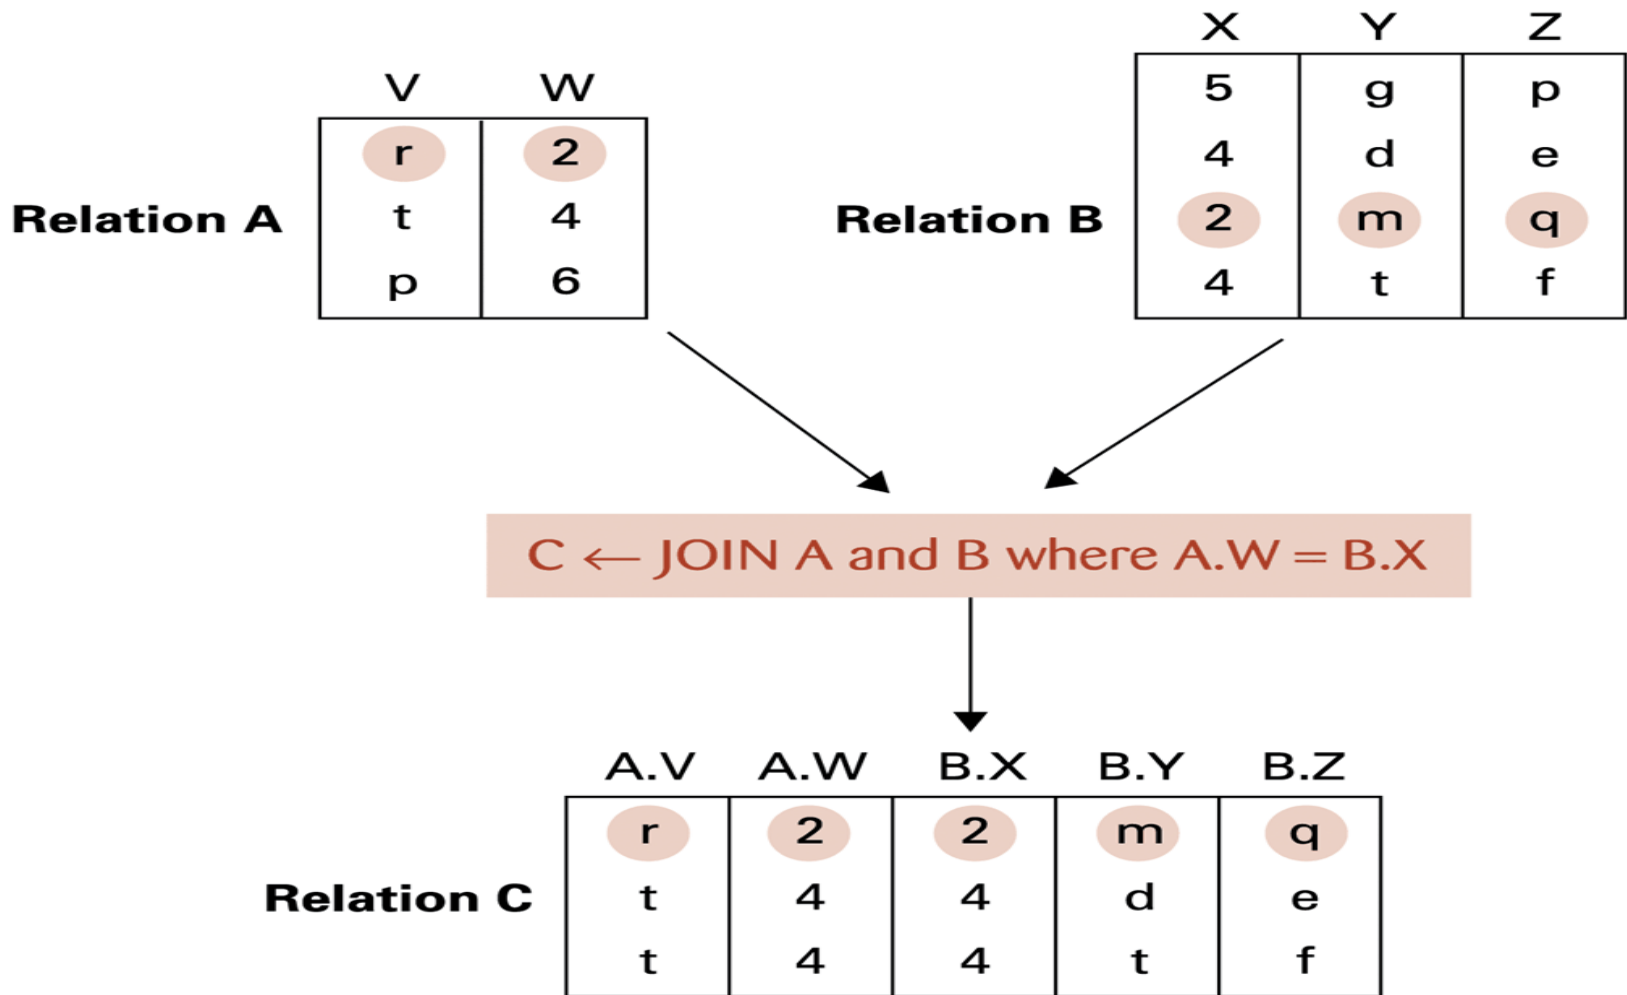 V W
r 2
Relation A t 4
p 6
X Y Z
5 g p
4 d e
Relation B 2 m q
4 t f
C ← JOIN A and B where A.W = B.X
A.V A.W B.X B.Y B.Z
r 2 2 m q
Relation C t 4 4 d e
t 4 4 t f